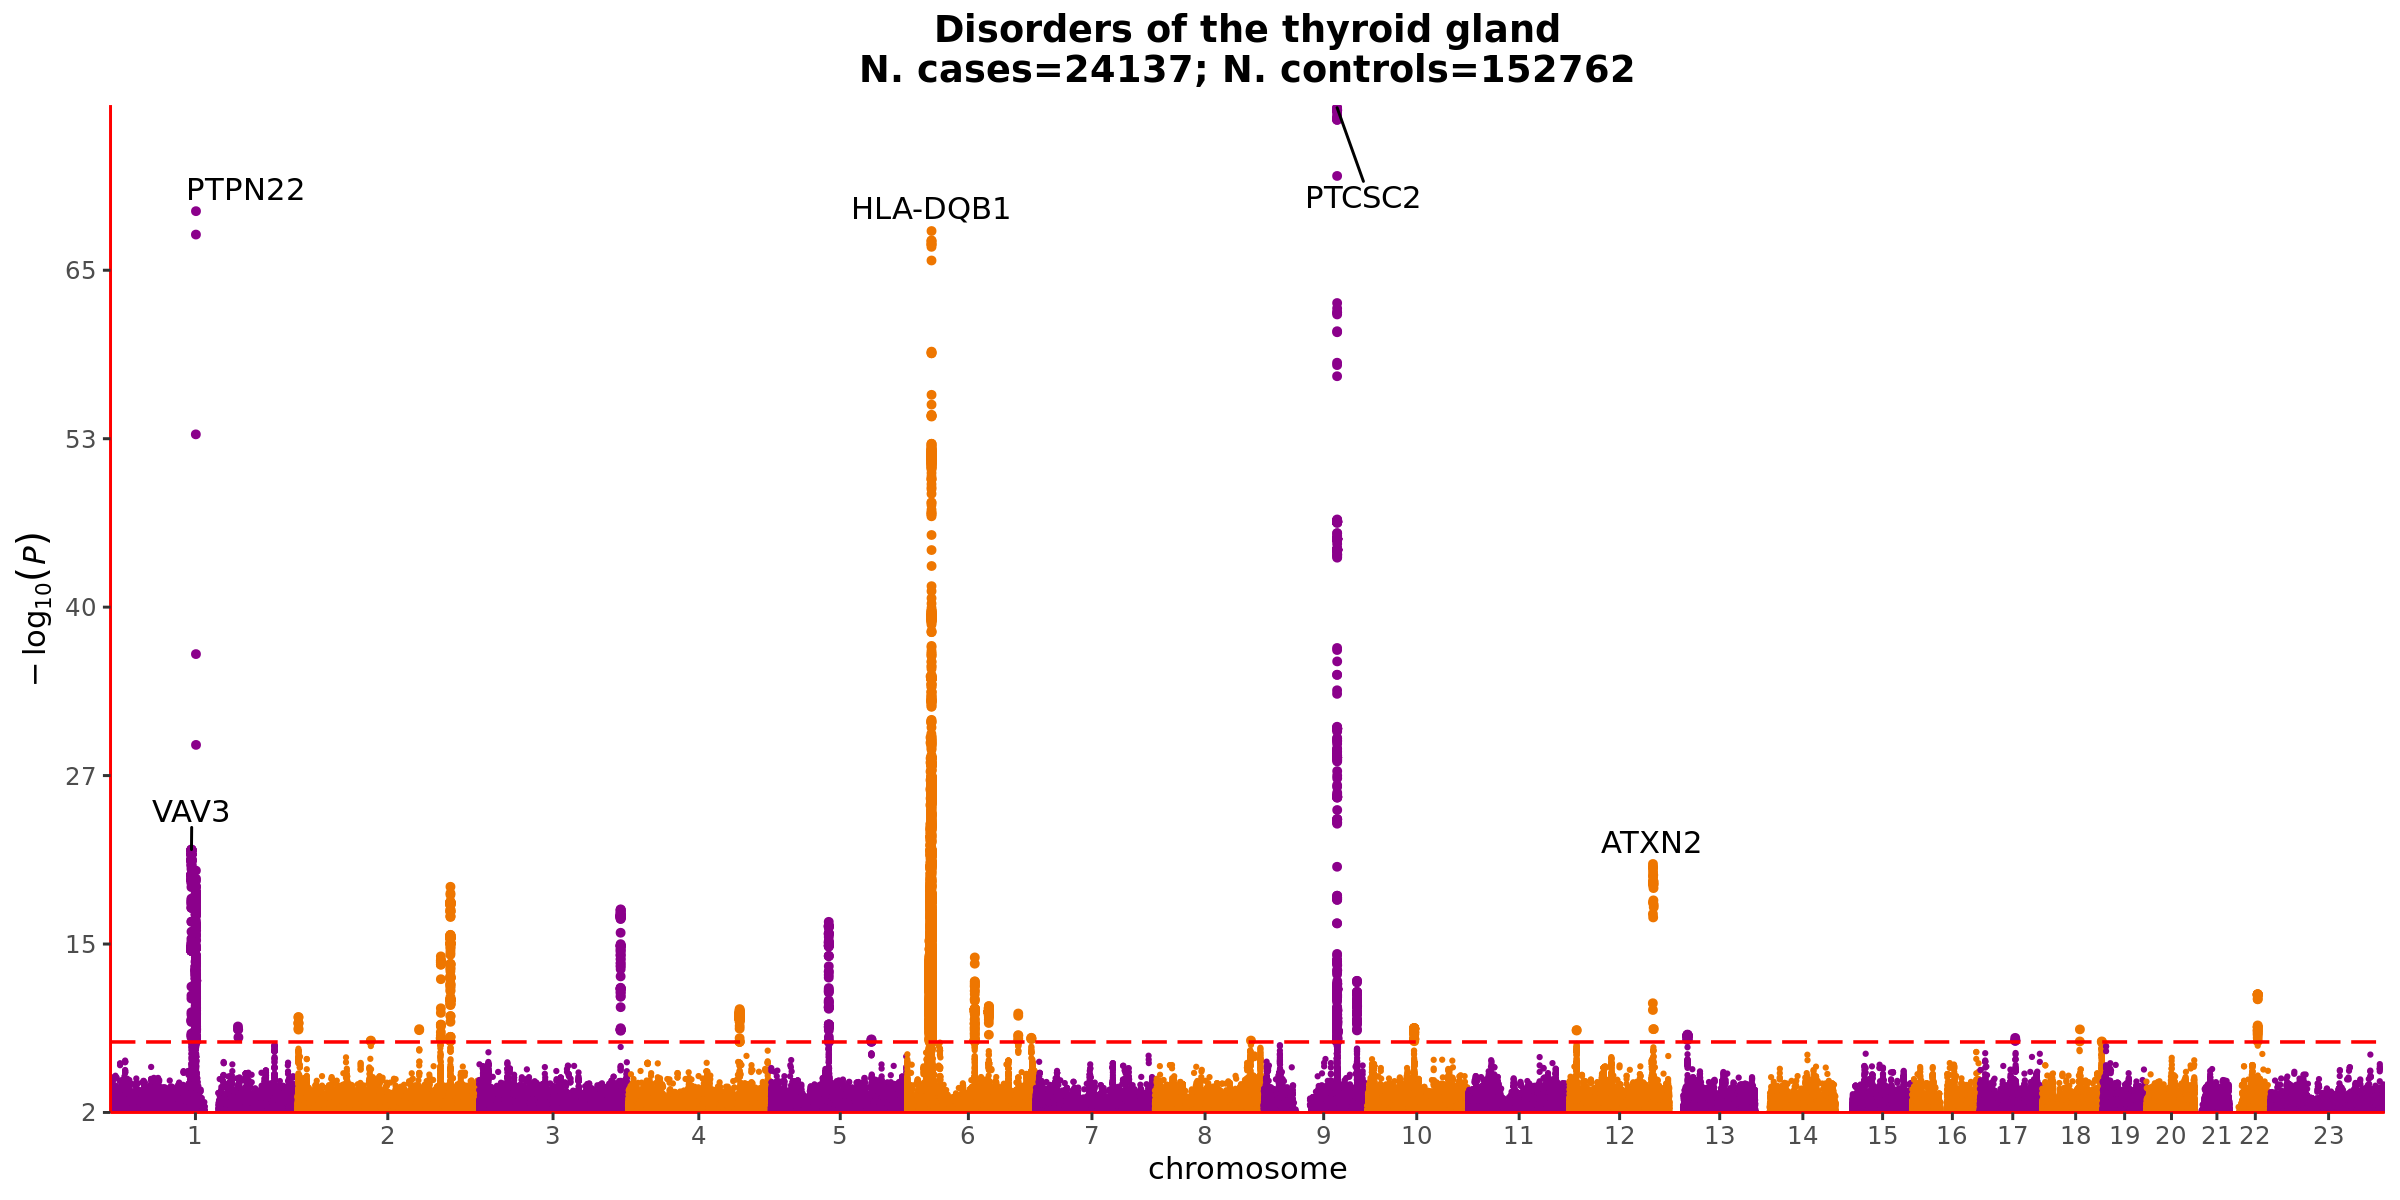 Disorders of the thyroid gland
N. cases=24137; N. controls=152762
PTPN22
HLA-DQB1
PTCSC2
VAV3
ATXN2
65
53
40
27
15
2
−log10(P)
1 2 3 4 5 6 7 8 9 10 11 12 13 14 15 16 17 18 19 20 21 22 23
chromosome